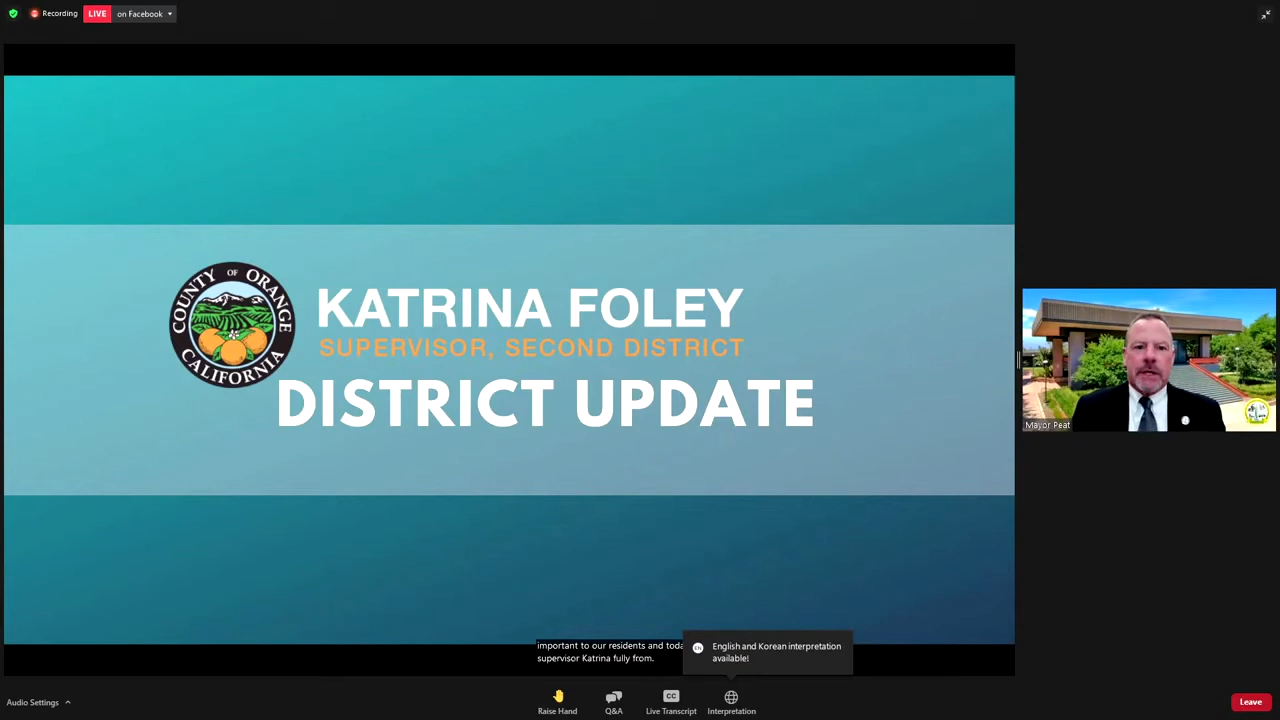 Recording
LIVE on Facebook
COUNTY OF ORANGE
CALIFORNIA
KATRINA FOLEY
SUPERVISOR, SECOND DISTRICT
DISTRICT UPDATE
Mayor Peat
important to our residents and toda
supervisor Katrina fully from.
EN
English and Korean interpretation
available!
Audio Settings
Raise Hand
Q&A
CC
Live Transcript
Interpretation
Leave